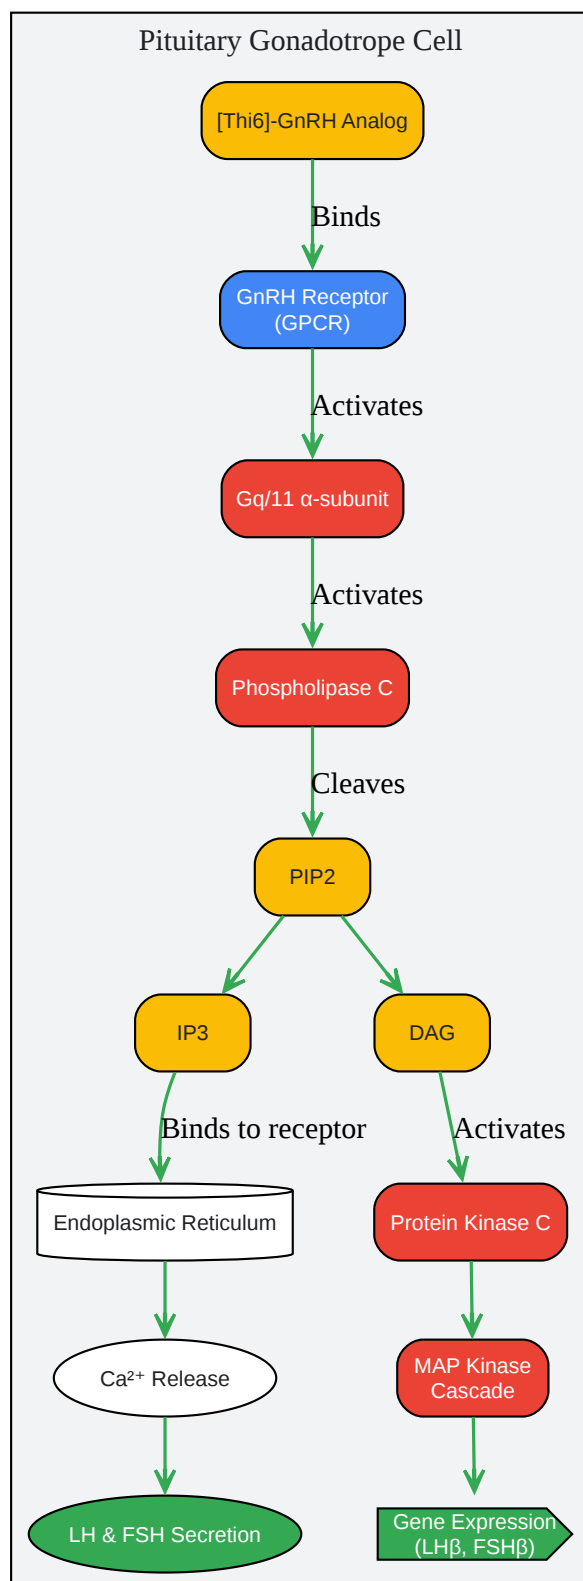 Pituitary Gonadotrope Cell
[Thi6]-GnRH Analog
Binds
GnRH Receptor
(GPCR)
Activates
Gq/11 α-subunit
Activates
Phospholipase C
Cleaves
PIP2
IP3
DAG
Binds to receptor
Activates
Endoplasmic Reticulum
Protein Kinase C
Ca²⁺ Release
MAP Kinase
Cascade
LH & FSH Secretion
Gene Expression
(LHβ, FSHβ)